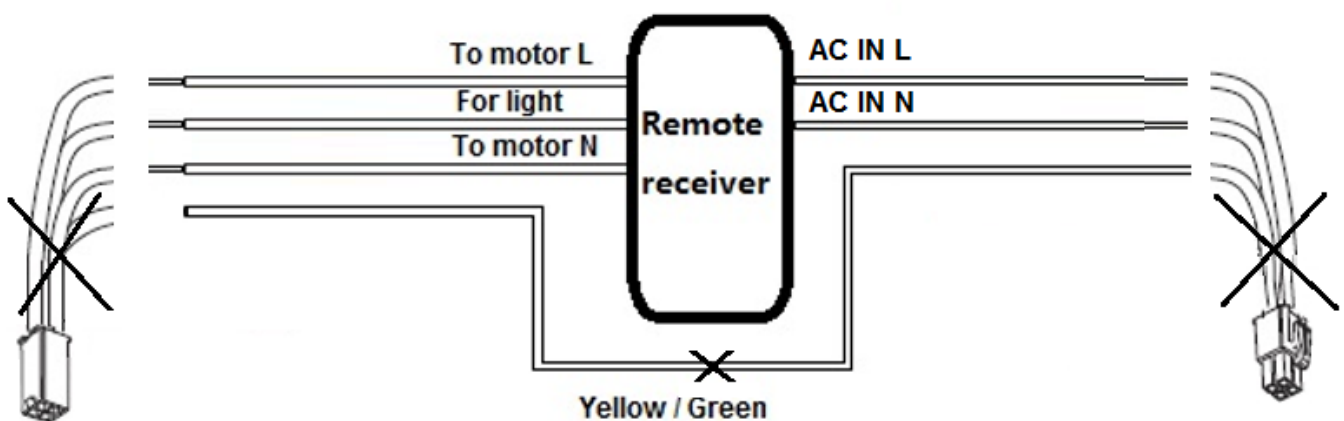 To motor L
For light
To motor N
Remote
receiver
AC IN L
AC IN N
Yellow / Green